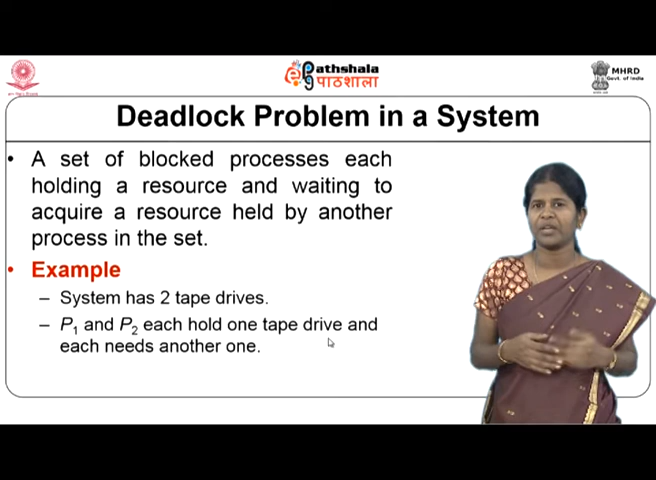 Pathshala
पाठशाला
MHRD
Govt. of India
Deadlock Problem in a System
• A set of blocked processes each
holding a resource and waiting to
acquire a resource held by another
process in the set.
• Example
– System has 2 tape drives.
– P1 and P2 each hold one tape drive and
each needs another one.